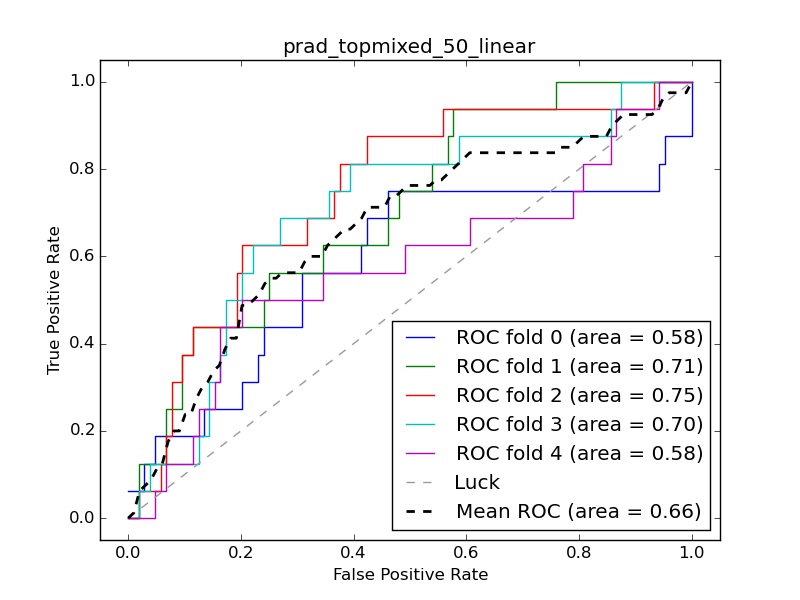 prad_topmixed_50_linear
True Positive Rate
1.0
0.8
0.6
0.4
0.2
0.0
0.0 0.2 0.4 0.6 0.8 1.0
False Positive Rate
ROC fold 0 (area = 0.58)
ROC fold 1 (area = 0.71)
ROC fold 2 (area = 0.75)
ROC fold 3 (area = 0.70)
ROC fold 4 (area = 0.58)
Luck
Mean ROC (area = 0.66)